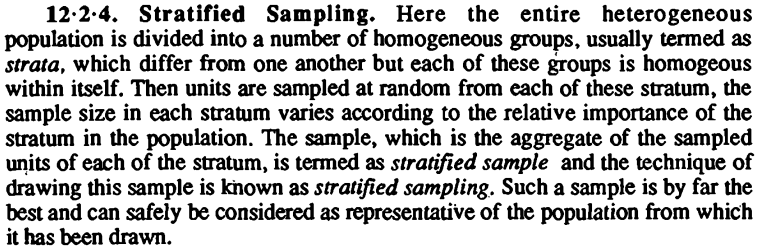 12·2·4. Stratified Sampling. Here the entire heterogeneous
population is divided into a number of homogeneous groups, usually termed as
strata, which differ from one another but each of these groups is homogeous
within itself. Then units are sampled at random from each of these stratum, the
sample size in each stratum varies according to the relative importance of the
stratum in the population. The sample, which is the aggregate of the sampled
units of each of the stratum, is termed as stratified sample and the technique of
drawing this sample is known as stratified sampling. Such a sample is by far the
best and can safely be considered as representative of the population from which
it has been drawn.